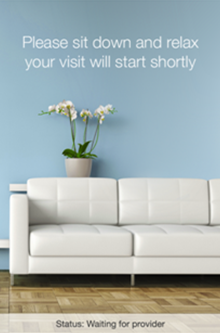 Please sit down and relax
your visit will start shortly
Status: Waiting for provider